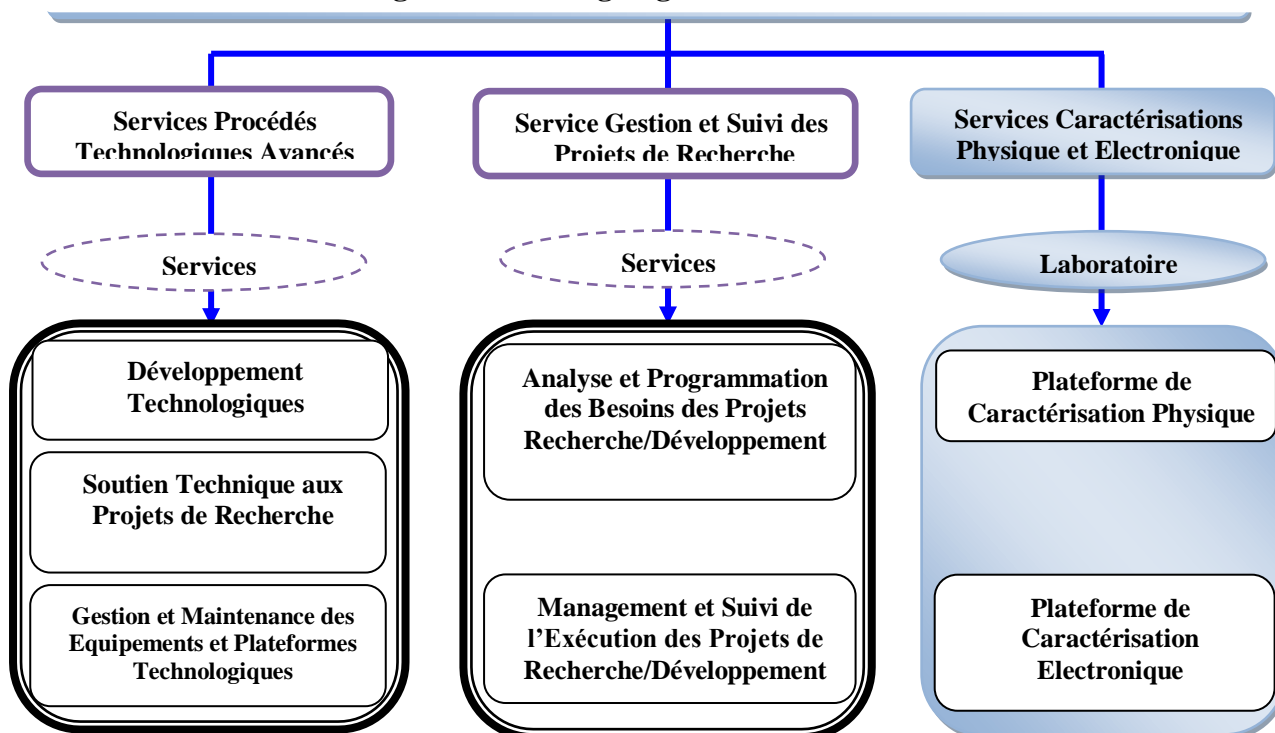 Services Procédés
Technologiques Avancés
Service Gestion et Suivi des
Projets de Recherche
Services Caractérisations
Physique et Electronique
Services
Services
Laboratoire
Développement
Technologiques
Soutien Technique aux
Projets de Recherche
Gestion et Maintenance des
Equipements et Plateformes
Technologiques
Analyse et Programmation
des Besoins des Projets
Recherche/Développement
Management et Suivi de
l’Exécution des Projets de
Recherche/Développement
Plateforme de
Caractérisation Physique
Plateforme de
Caractérisation
Electronique